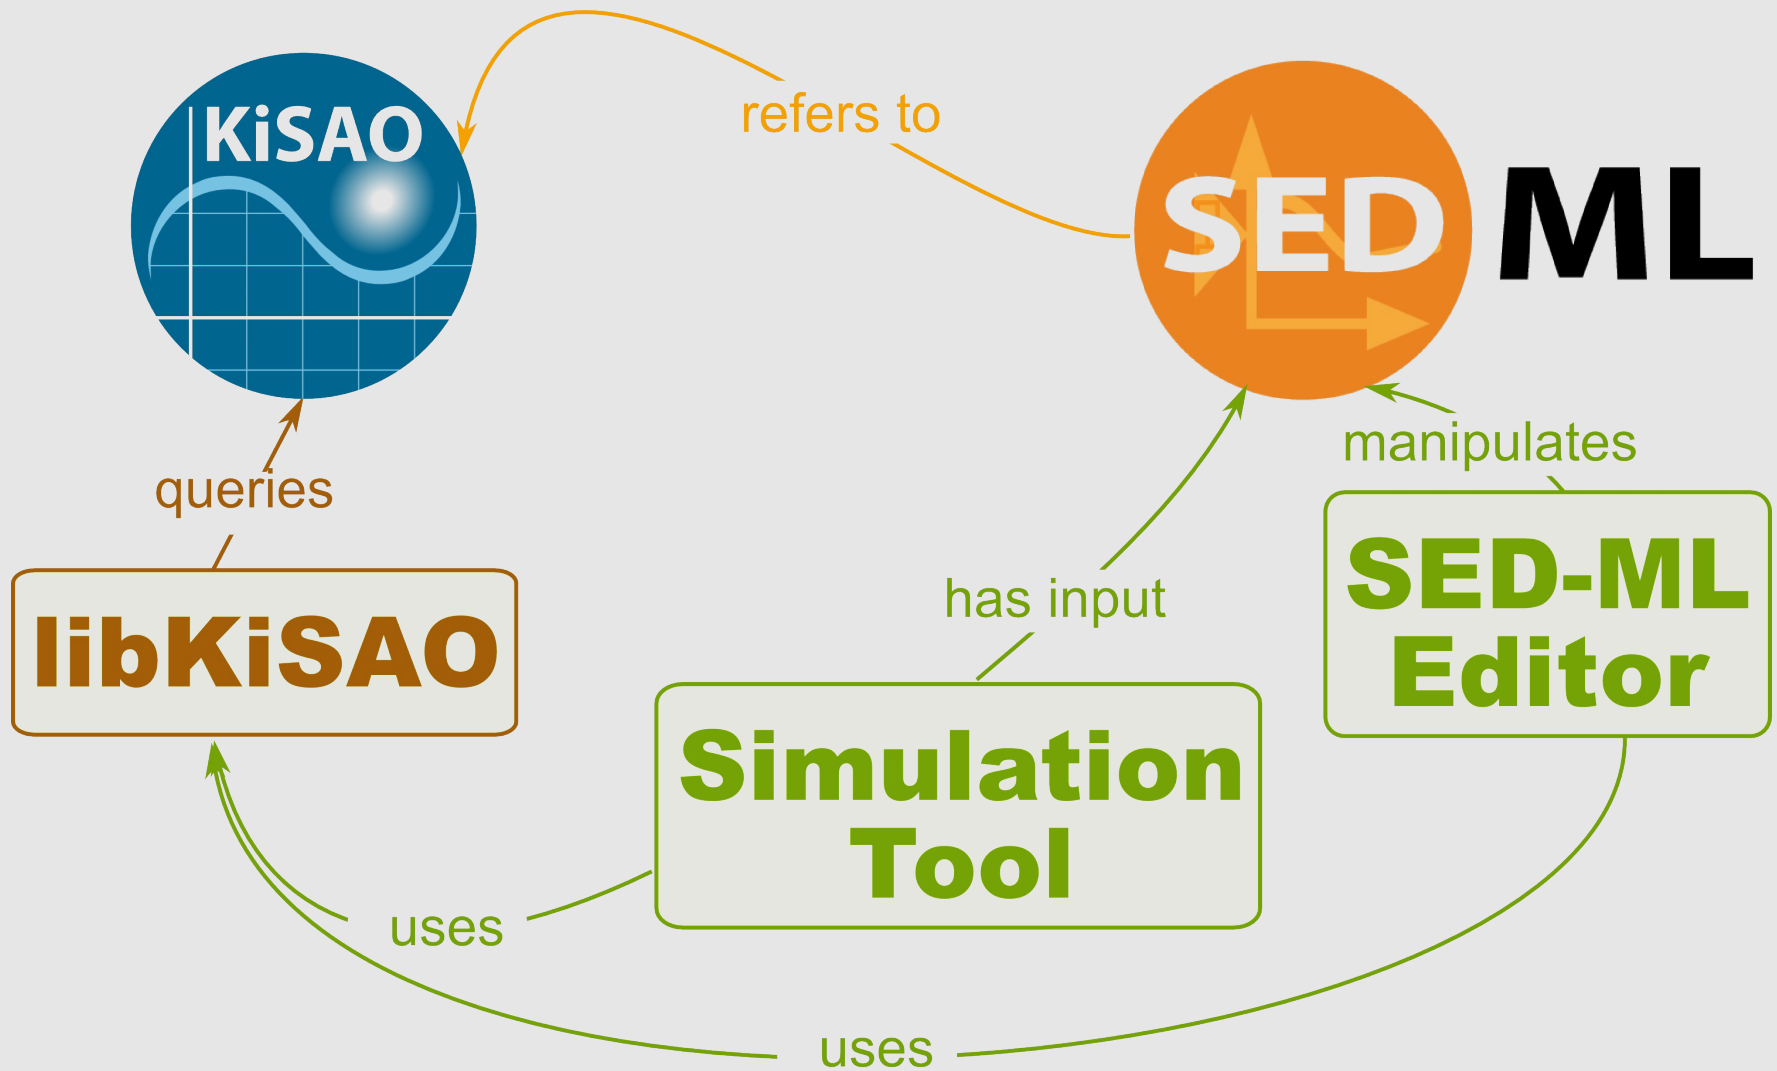 refers to
KiSAO
SED ML
manipulates
queries
SED-ML
Editor
has input
libKiSAO
Simulation
Tool
uses
uses